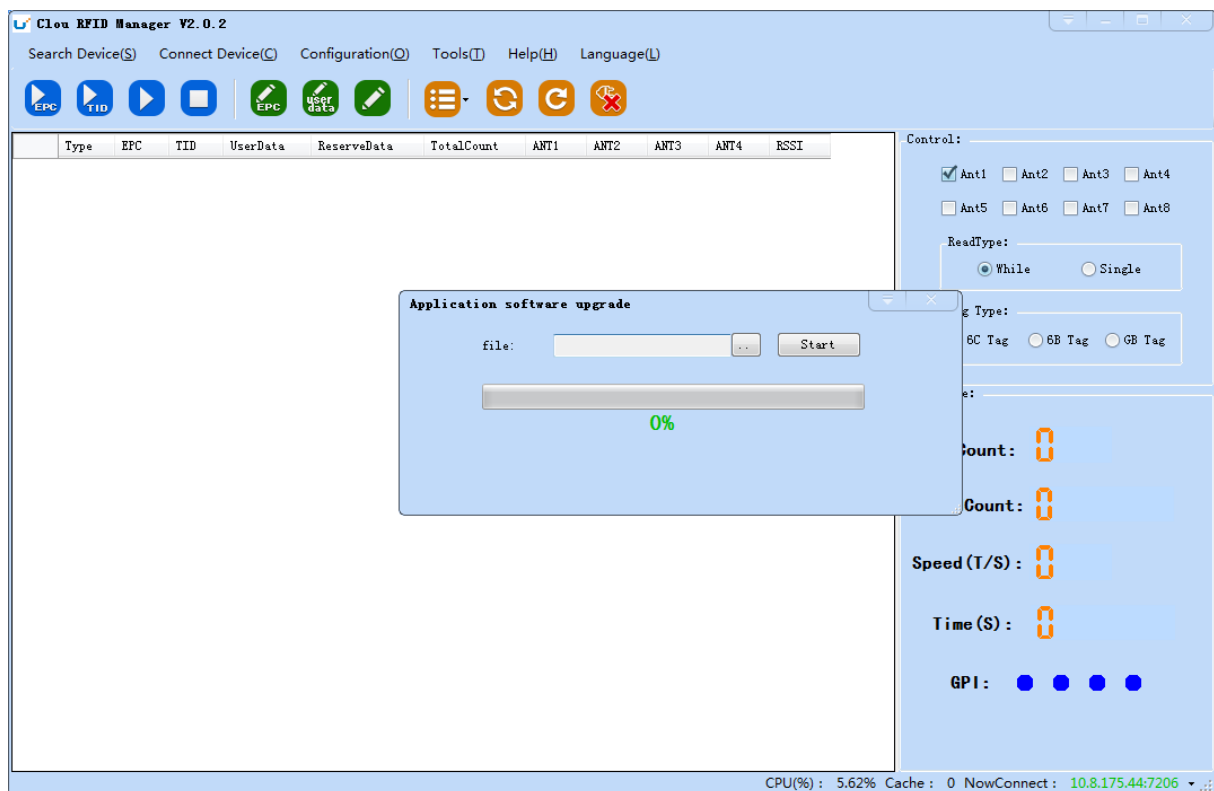 Clou RFID Manager V2.0.2
Search Device(S) Connect Device(C) Configuration(O) Tools(T) Help(H) Language(L)
EPC TID EPC user data
Type EPC TID UserData ReserveData TotalCount ANT1 ANT2 ANT3 ANT4 RSSI
Control:
Ant1 Ant2 Ant3 Ant4
Ant5 Ant6 Ant7 Ant8
ReadType:
While Single
Application software upgrade
file: .. Start
0%
Type:
6C Tag 6B Tag GB Tag
e:
Count: 0
Count: 0
Speed(T/S): 0
Time(S): 0
GPI:
CPU(%) : 5.62% Cache : 0 NowConnect : 10.8.175.44:7206